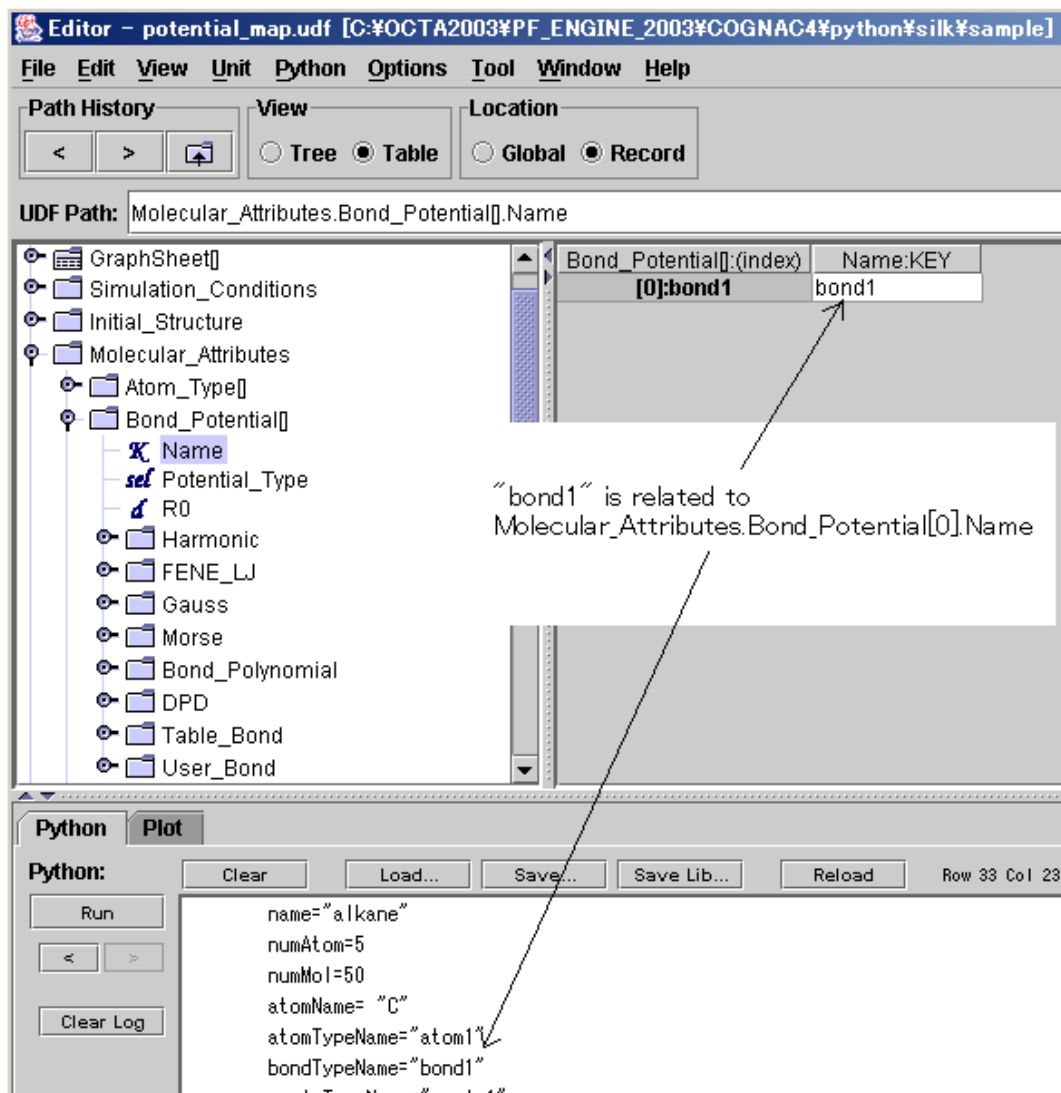 Editor - potential_map.udf [C:¥OCTA2003¥PF_ENGINE_2003¥COGNAC4¥python¥silk¥sample]
File Edit View Unit Python Options Tool Window Help
Path History View Location
< > Tree Table Global Record
UDF Path: Molecular_Attributes.Bond_Potential[].Name
GraphSheet[]
Simulation_Conditions
Initial_Structure
Molecular_Attributes
Atom_Type[]
Bond_Potential[]
K Name
sel Potential_Type
d R0
Harmonic
FENE_LJ
Gauss
Morse
Bond_Polynomial
DPD
Table_Bond
User_Bond
Bond_Potential[]:(index) Name:KEY
[0]:bond1 bond1
"bond1" is related to
Molecular_Attributes.Bond_Potential[0].Name
Python Plot
Python: Clear Load... Save... Save Lib... Reload Row 33 Col 23
Run
< >
Clear Log
name="alkane"
numAtom=5
numMol=50
atomName= "C"
atomTypeName="atom1"
bondTypeName="bond1"